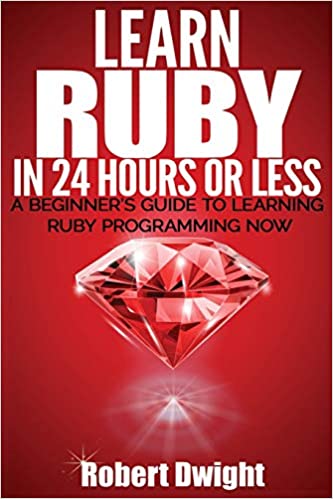 LEARN
RUBY
IN 24 HOURS OR LESS
A BEGINNER'S GUIDE TO LEARNING
RUBY PROGRAMMING NOW
Robert Dwight